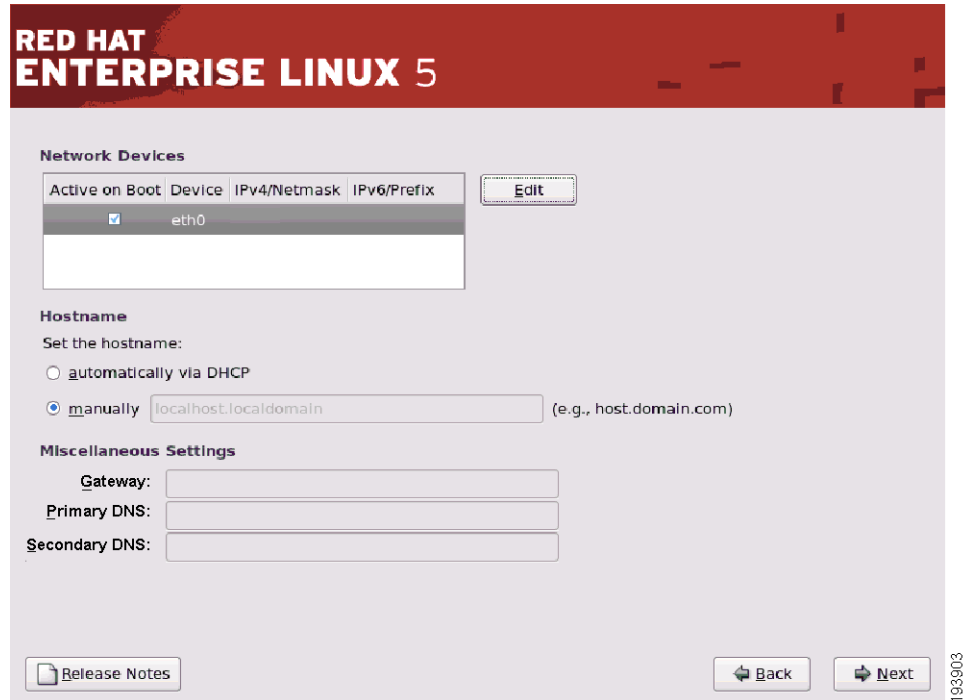 RED HAT
ENTERPRISE LINUX 5
Network Devices
Active on Boot Device IPv4/Netmask IPv6/Prefix
eth0
Edit
Hostname
Set the hostname:
automatically via DHCP
manually localhost.localdomain (e.g., host.domain.com)
Miscellaneous Settings
Gateway:
Primary DNS:
Secondary DNS:
Release Notes
Back
Next
193903